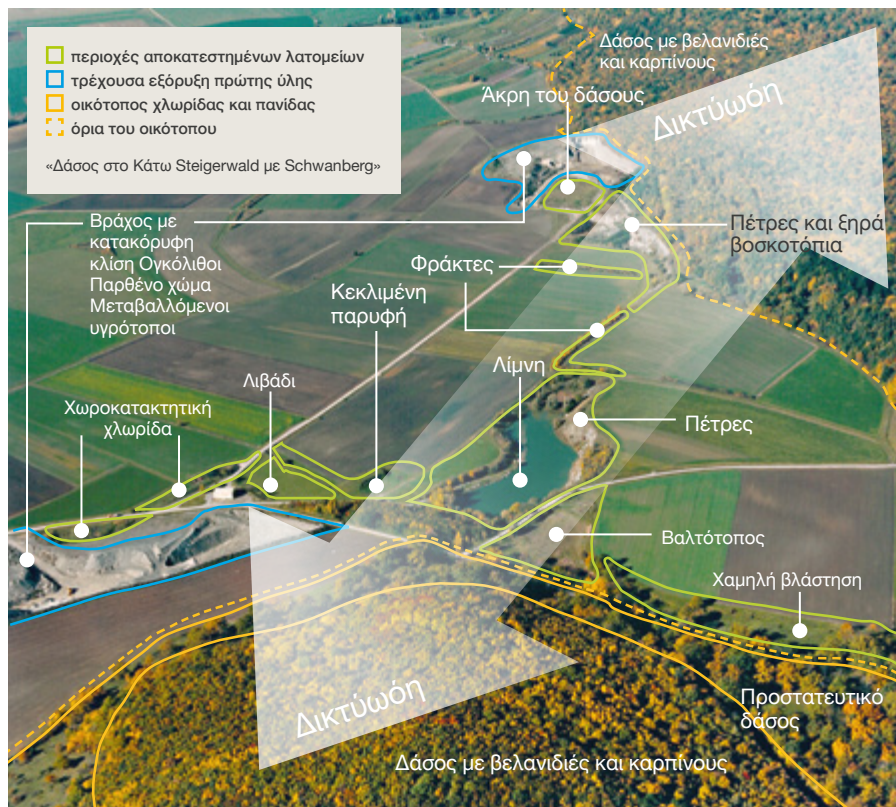 περιοχές αποκατεστημένων λατομείων
τρέχουσα εξόρυξη πρώτης ύλης
οικότοπος χλωρίδας και πανίδας
όρια του οικότοπου
«Δάσος στο Κάτω Steigerwald με Schwanberg»
Δάσος με βελανιδιές
και καρπίνους
Άκρη του δάσους
Δικτύωόη
Βράχος με
κατακόρυφη
κλίση Ογκόλιθοι
Παρθένο χώμα
Μεταβαλλόμενοι
υγρότοποι
Πέτρες και ξηρά
βοσκοτόπια
Φράκτες
Κεκλιμένη
παρυφή
Λίμνη
Λιβάδι
Χωροκατακτητική
χλωρίδα
Πέτρες
Βαλτότοπος
Χαμηλή βλάστηση
Δικτύωόη
Προστατευτικό
δάσος
Δάσος με βελανιδιές και καρπίνους